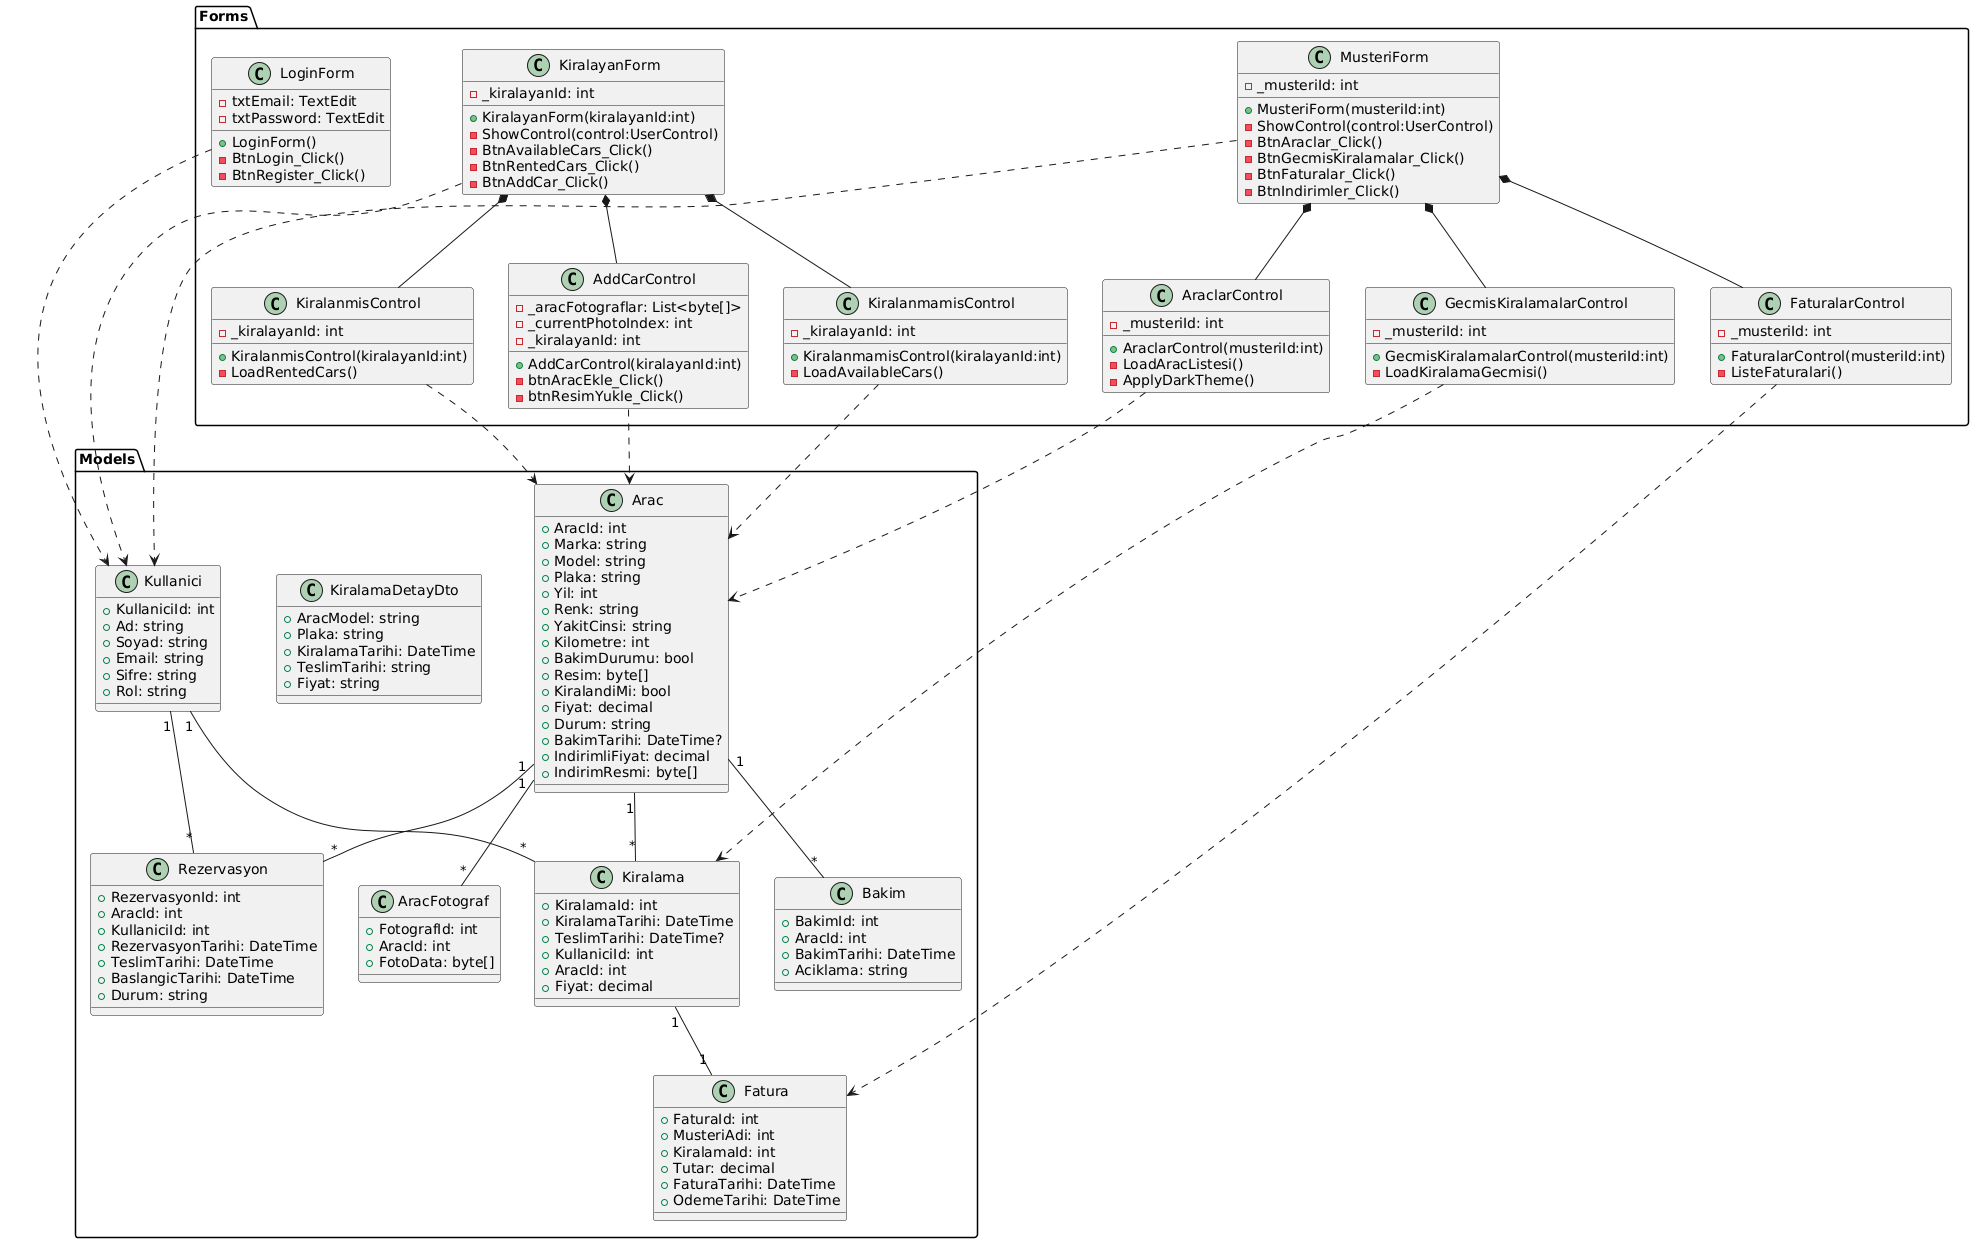 Forms
C LoginForm
txtEmail: TextEdit
txtPassword: TextEdit
LoginForm()
BtnLogin_Click()
BtnRegister_Click()
C KiralayanForm
_kiralayanId: int
KiralayanForm(kiralayanId:int)
ShowControl(control:UserControl)
BtnAvailableCars_Click()
BtnRentedCars_Click()
BtnAddCar_Click()
C MusteriForm
_musteriId: int
MusteriForm(musteriId:int)
ShowControl(control:UserControl)
BtnAraclar_Click()
BtnGecmisKiralamalar_Click()
BtnFaturalar_Click()
BtnIndirimler_Click()
C KiralanmisControl
_kiralayanId: int
KiralanmisControl(kiralayanId:int)
LoadRentedCars()
C AddCarControl
_aracFotograflar: List<byte[]>
_currentPhotoIndex: int
_kiralayanId: int
AddCarControl(kiralayanId:int)
btnAracEkle_Click()
btnResimYukle_Click()
C KiralanmamisControl
_kiralayanId: int
KiralanmamisControl(kiralayanId:int)
LoadAvailableCars()
C AraclarControl
_musteriId: int
AraclarControl(musteriId:int)
LoadAracListesi()
ApplyDarkTheme()
C GecmisKiralamalarControl
_musteriId: int
GecmisKiralamalarControl(musteriId:int)
LoadKiralamaGecmisi()
C FaturalarControl
_musteriId: int
FaturalarControl(musteriId:int)
ListeFaturalari()
Models
C Kullanici
KullaniciId: int
Ad: string
Soyad: string
Email: string
Sifre: string
Rol: string
C KiralamaDetayDto
AracModel: string
Plaka: string
KiralamaTarihi: DateTime
TeslimTarihi: string
Fiyat: string
C Arac
AracId: int
Marka: string
Model: string
Plaka: string
Yil: int
Renk: string
YakitCinsi: string
Kilometre: int
BakimDurumu: bool
Resim: byte[]
KiralandiMi: bool
Fiyat: decimal
Durum: string
BakimTarihi: DateTime?
IndirimliFiyat: decimal
IndirimResmi: byte[]
1
1
1
1
1
1
*
*
*
*
*
*
C Rezervasyon
RezervasyonId: int
AracId: int
KullaniciId: int
RezervasyonTarihi: DateTime
TeslimTarihi: DateTime
BaslangicTarihi: DateTime
Durum: string
C AracFotograf
FotografId: int
AracId: int
FotoData: byte[]
C Kiralama
KiralamaId: int
KiralamaTarihi: DateTime
TeslimTarihi: DateTime?
KullaniciId: int
AracId: int
Fiyat: decimal
C Bakim
BakimId: int
AracId: int
BakimTarihi: DateTime
Aciklama: string
1
1
C Fatura
FaturaId: int
MusteriAdi: int
KiralamaId: int
Tutar: decimal
FaturaTarihi: DateTime
OdemeTarihi: DateTime